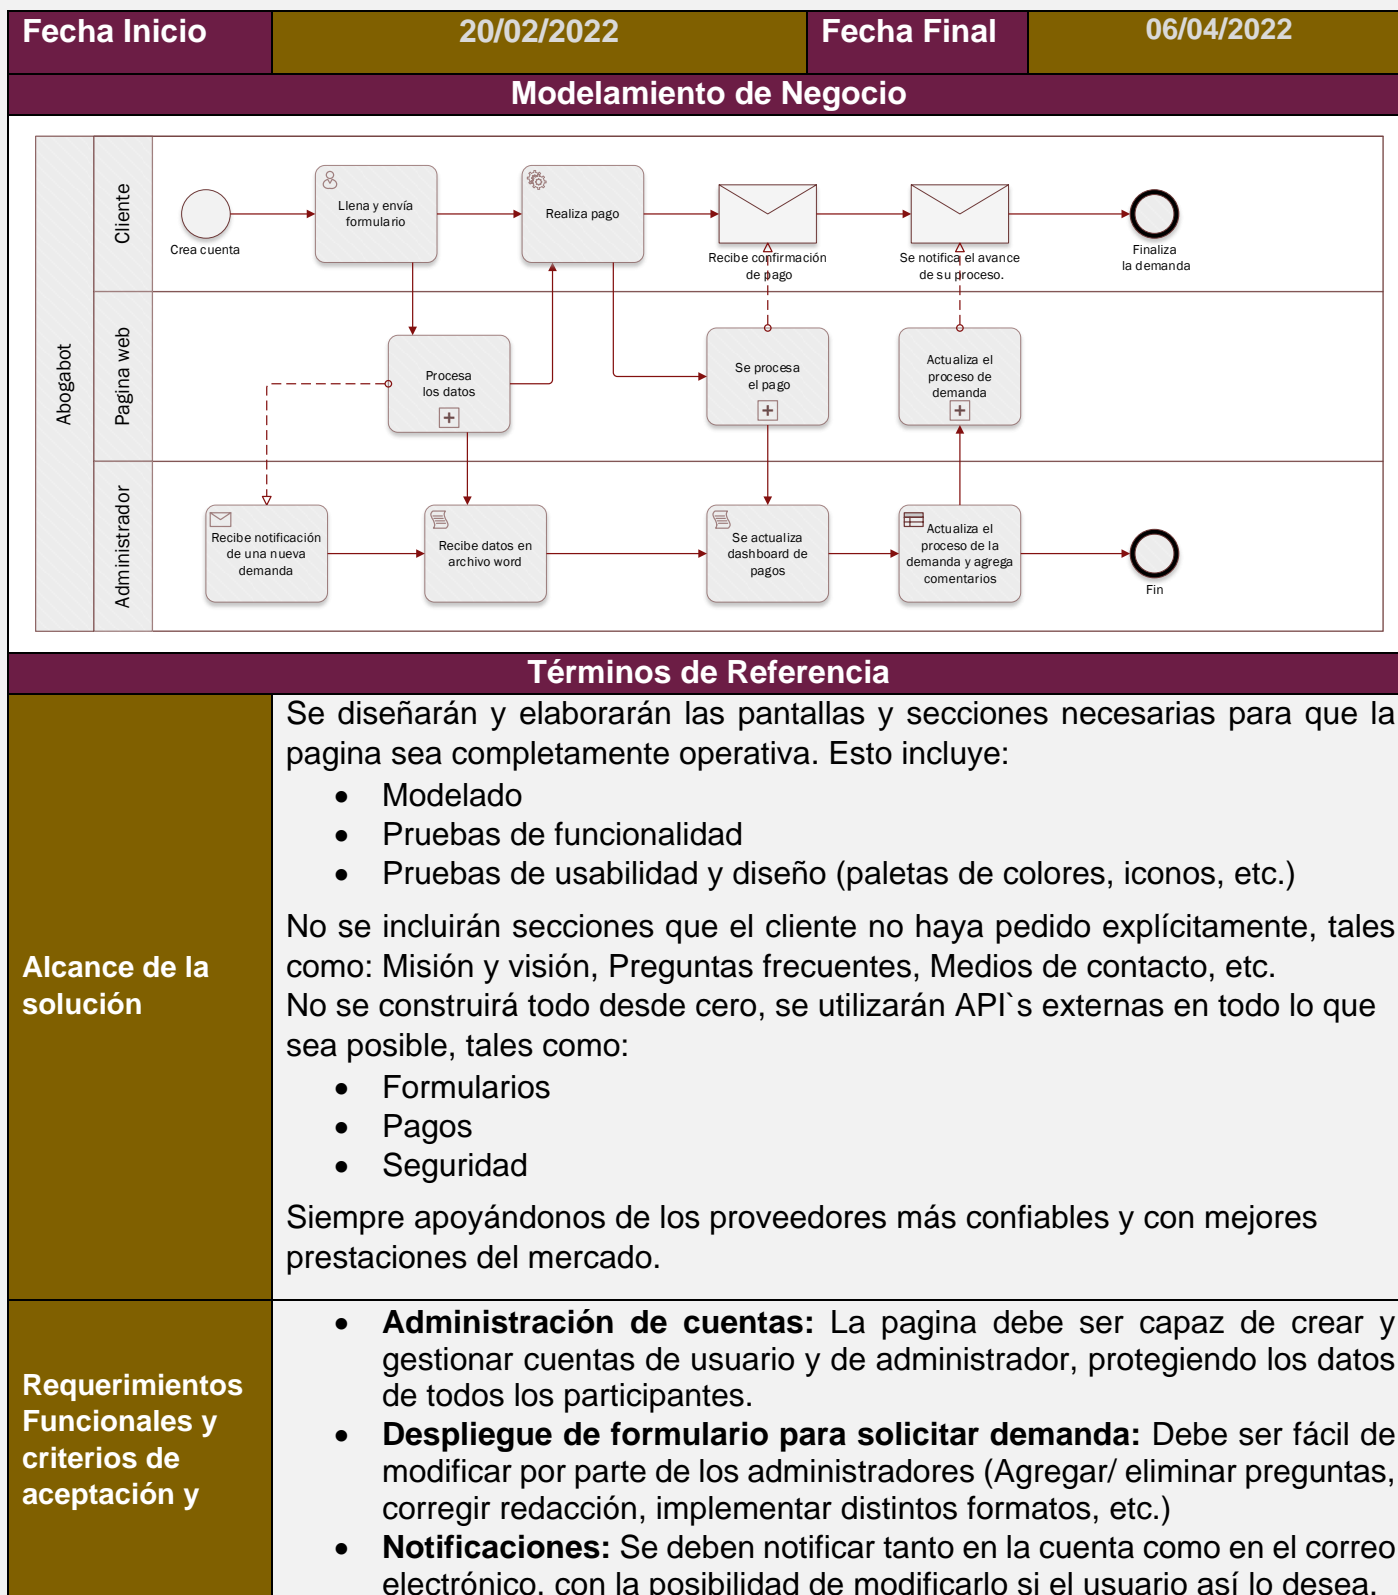 Fecha Inicio 20/02/2022 Fecha Final 06/04/2022
Modelamiento de Negocio
Abogabot
Cliente
Crea cuenta
Llena y envía
formulario
Realiza pago
Recibe confirmación
de pago
Se notifica el avance
de su proceso.
Finaliza
la demanda
Pagina web
Procesa
los datos
Se procesa
el pago
Actualiza el
proceso de
demanda
Administrador
Recibe notificación
de una nueva
demanda
Recibe datos en
archivo word
Se actualiza
dashboard de
pagos
Actualiza el
proceso de la
demanda y agrega
comentarios
Fin
Términos de Referencia
Alcance de la
solución
Se diseñarán y elaborarán las pantallas y secciones necesarias para que la
pagina sea completamente operativa. Esto incluye:
• Modelado
• Pruebas de funcionalidad
• Pruebas de usabilidad y diseño (paletas de colores, iconos, etc.)
No se incluirán secciones que el cliente no haya pedido explícitamente, tales
como: Misión y visión, Preguntas frecuentes, Medios de contacto, etc.
No se construirá todo desde cero, se utilizarán API`s externas en todo lo que
sea posible, tales como:
• Formularios
• Pagos
• Seguridad
Siempre apoyándonos de los proveedores más confiables y con mejores
prestaciones del mercado.
Requerimientos
Funcionales y
criterios de
aceptación y
• Administración de cuentas: La pagina debe ser capaz de crear y
gestionar cuentas de usuario y de administrador, protegiendo los datos
de todos los participantes.
• Despliegue de formulario para solicitar demanda: Debe ser fácil de
modificar por parte de los administradores (Agregar/ eliminar preguntas,
corregir redacción, implementar distintos formatos, etc.)
• Notificaciones: Se deben notificar tanto en la cuenta como en el correo
electrónico, con la posibilidad de modificarlo si el usuario así lo desea.